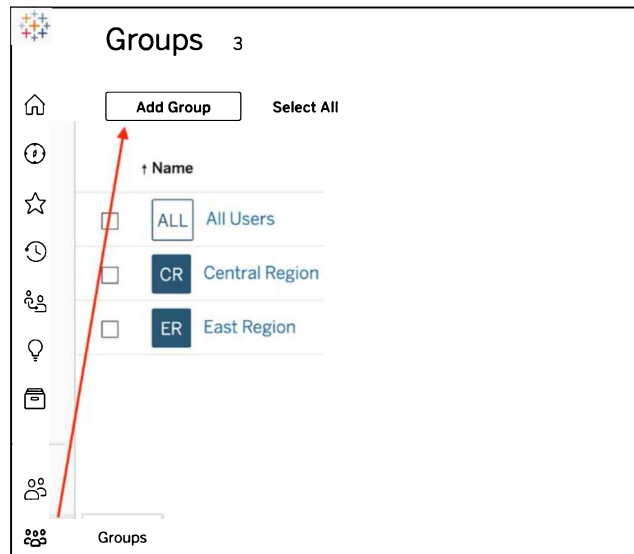 Groups 3
Add Group Select All
↑ Name
ALL All Users
CR Central Region
ER East Region
Groups